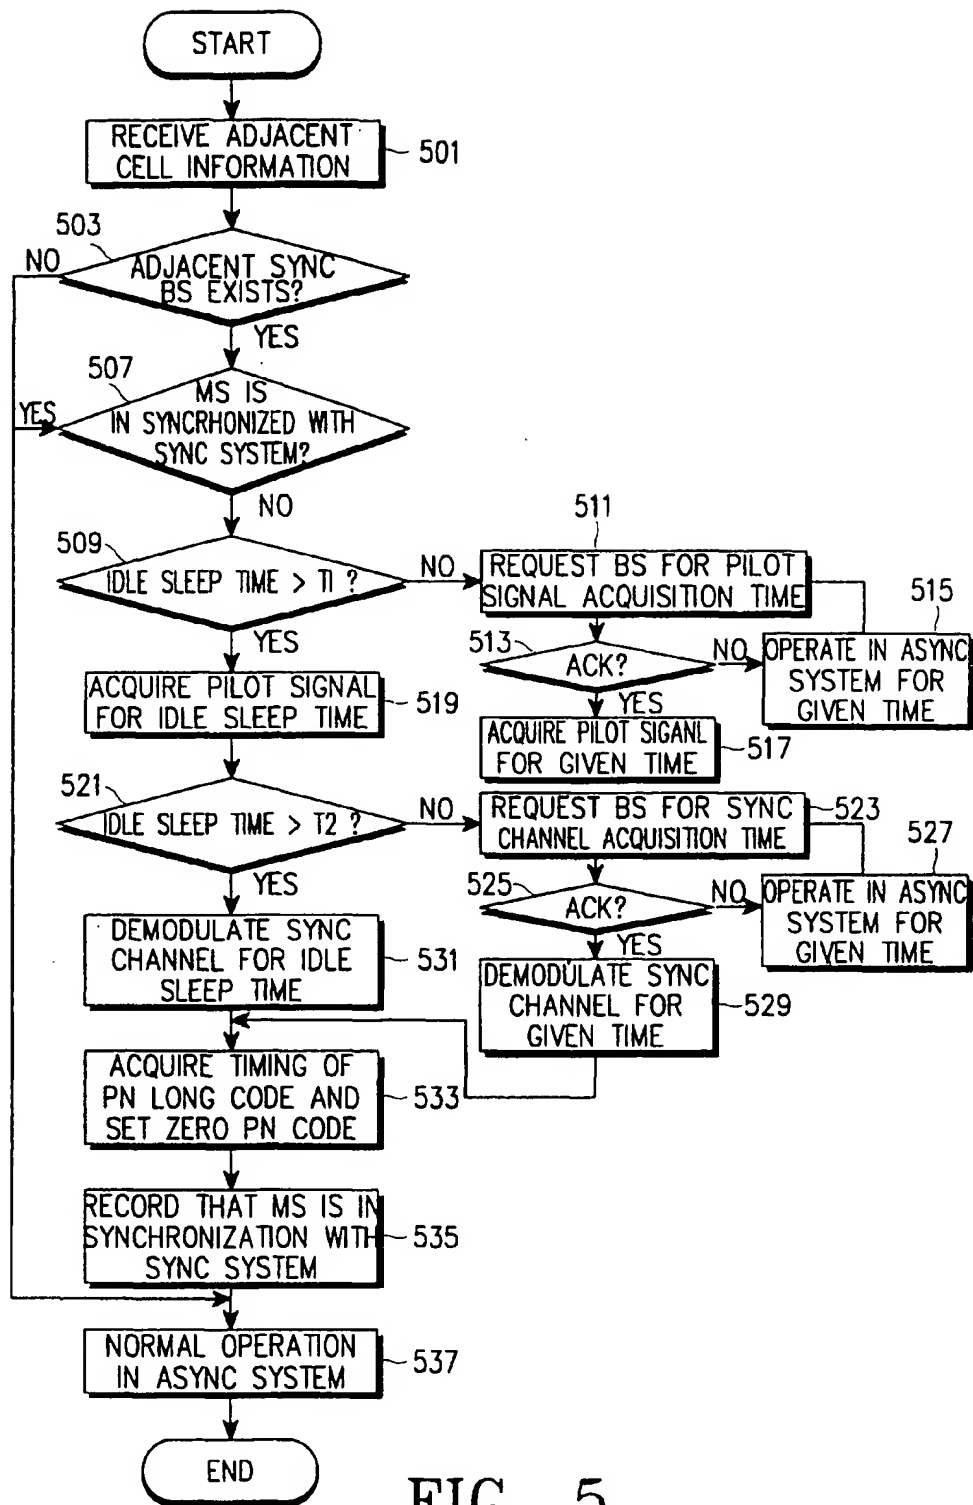 START
RECEIVE ADJACENT
CELL INFORMATION
501
503
NO
ADJACENT SYNC
BS EXISTS?
YES
507
YES
MS IS
IN SYNCRHONIZED WITH
SYNC SYSTEM?
NO
509
IDLE SLEEP TIME > T1 ?
NO
YES
511
REQUEST BS FOR PILOT
SIGNAL ACQUISITION TIME
513
ACK?
NO
YES
515
OPERATE IN ASYNC
SYSTEM FOR
GIVEN TIME
ACQUIRE PILOT SIGANL
FOR GIVEN TIME
517
ACQUIRE PILOT SIGNAL
FOR IDLE SLEEP TIME
519
521
IDLE SLEEP TIME > T2 ?
NO
YES
REQUEST BS FOR SYNC
CHANNEL ACQUISITION TIME
523
525
ACK?
NO
YES
527
OPERATE IN ASYNC
SYSTEM FOR
GIVEN TIME
DEMODULATE SYNC
CHANNEL FOR
GIVEN TIME
529
DEMODULATE SYNC
CHANNEL FOR IDLE
SLEEP TIME
531
ACQUIRE TIMING OF
PN LONG CODE AND
SET ZERO PN CODE
533
RECORD THAT MS IS IN
SYNCHRONIZATION WITH
SYNC SYSTEM
535
NORMAL OPERATION
IN ASYNC SYSTEM
537
END
FIG. 5